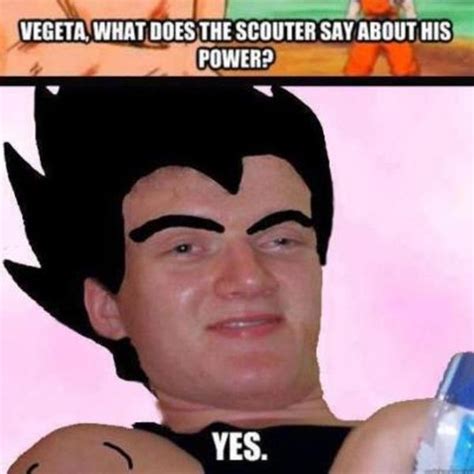 VEGETA, WHAT DOES THE SCOUTER SAY ABOUT HIS
POWER?
YES.